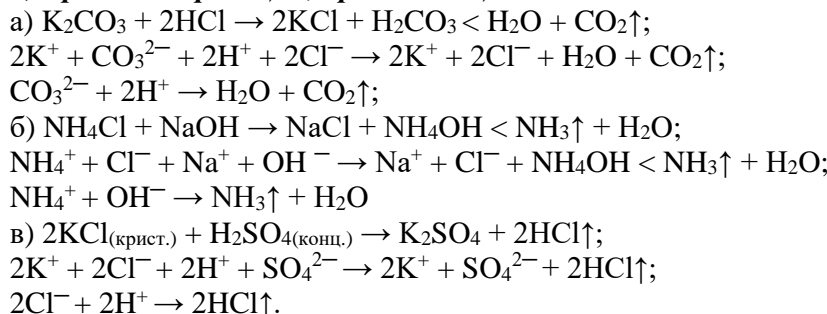 а) K₂CO₃ + 2HCl → 2KCl + H₂CO₃ < H₂O + CO₂↑;
2K⁺ + CO₃²⁻ + 2H⁺ + 2Cl⁻ → 2K⁺ + 2Cl⁻ + H₂O + CO₂↑;
CO₃²⁻ + 2H⁺ → H₂O + CO₂↑;
б) NH₄Cl + NaOH → NaCl + NH₄OH < NH₃↑ + H₂O;
NH₄⁺ + Cl⁻ + Na⁺ + OH ⁻ → Na⁺ + Cl⁻ + NH₄OH < NH₃↑ + H₂O;
NH₄⁺ + OH⁻ → NH₃↑ + H₂O
в) 2KCl(крист.) + H₂SO₄(конц.) → K₂SO₄ + 2HCl↑;
2K⁺ + 2Cl⁻ + 2H⁺ + SO₄²⁻ → 2K⁺ + SO₄²⁻ + 2HCl↑;
2Cl⁻ + 2H⁺ → 2HCl↑.